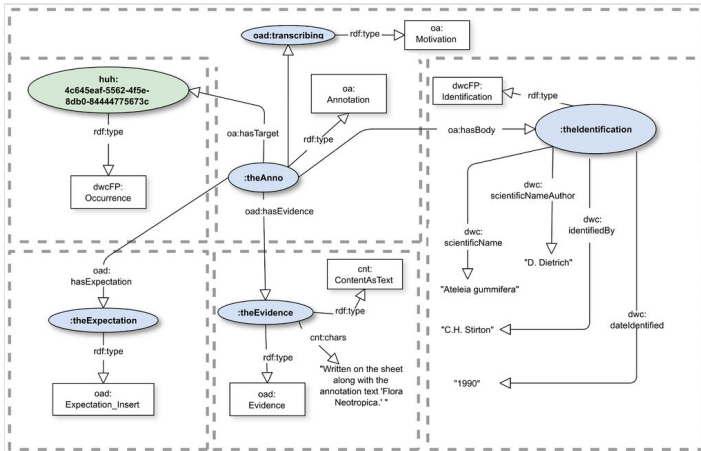 oad:transcribing
rdf:type
oa:
Motivation
huh:
4c645eaf-5562-4f5e-
8db0-84444775673c
rdf:type
dwcFP:
Occurrence
oa:hasTarget
oa:
Annotation
rdf:type
:theAnno
oa:hasBody
dwcFP:
Identification
rdf:type
:theIdentification
dwc:
scientificNameAuthor
dwc:
identifiedBy
dwc:
scientificName
"D. Dietrich"
"Ateleia gummifera"
dwc:
dateIdentified
"C.H. Stirton"
"1990"
oad:hasEvidence
oad:
hasExpectation
:theExpectation
rdf:type
oad:
Expectation_Insert
cnt:
ContentAsText
rdf:type
:theEvidence
cnt:chars
rdf:type
oad:
Evidence
"Written on the sheet
along with the
annotation text 'Flora
Neotropica.' "